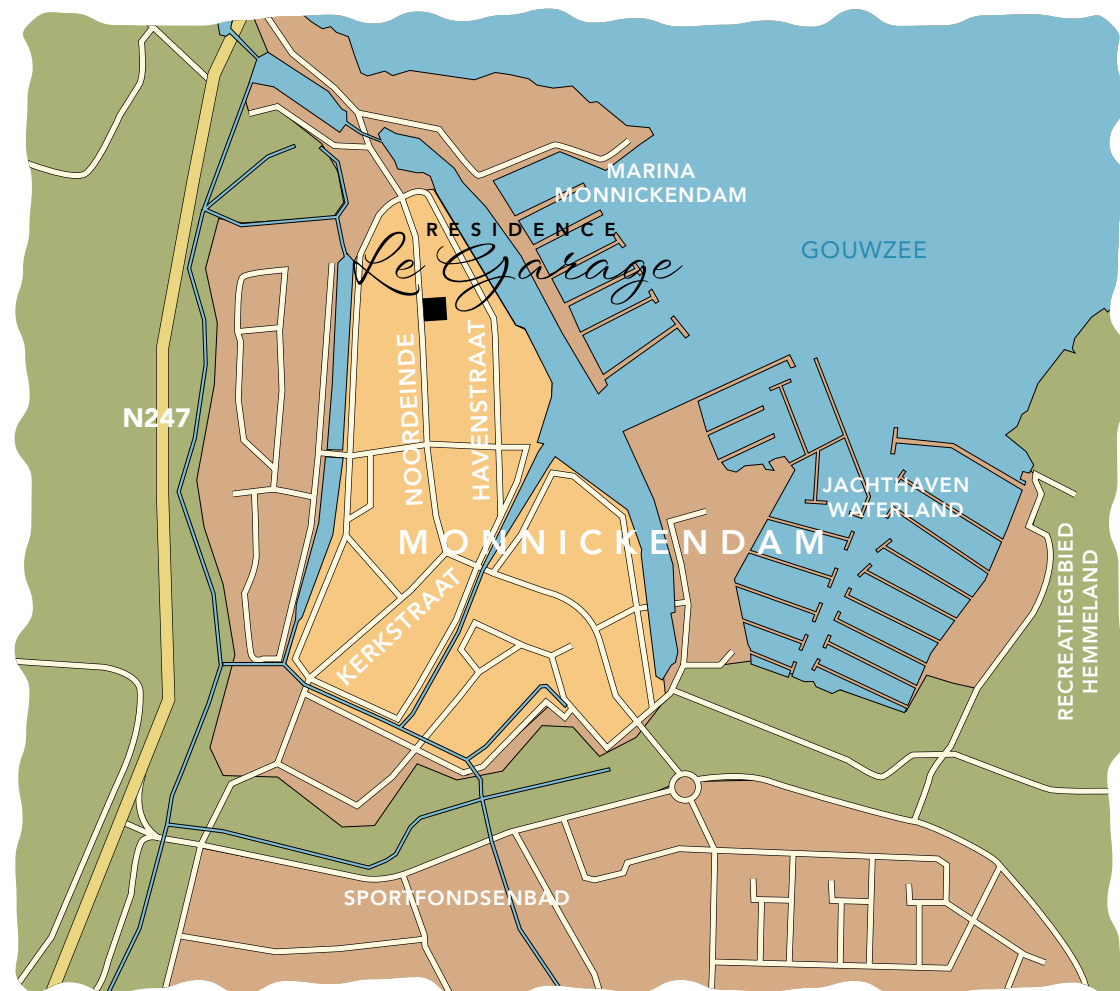 MARINA
MONNICKENDAM
RESIDENCE
Le Garage
GOUWZEE
NOORDEINDE
HAVENSTRAAT
N247
JACHTHAVEN
WATERLAND
MONNICKENDAM
KERKSTRAAT
RECREATIEGEBIED
HEMMELAND
SPORTFONDSENBAD